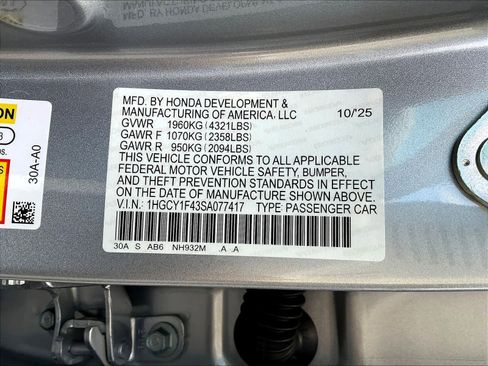 MFD. BY HONDA DEVELOPMENT &
MANUFACTURING OF AMERICA, LLC 10/'25
GVWR 1960KG (4321LBS)
GAWR F 1070KG (2358LBS)
GAWR R 950KG (2094LBS)
THIS VEHICLE CONFORMS TO ALL APPLICABLE
FEDERAL MOTOR VEHICLE SAFETY, BUMPER,
AND THEFT PREVENTION STANDARDS IN EFFECT
ON THE DATE OF MANUFACTURE SHOWN ABOVE.
V.I.N.: 1HGCY1F43SA077417 TYPE: PASSENGER CAR
30A S AB6 NH932M .A .A
30A-A0